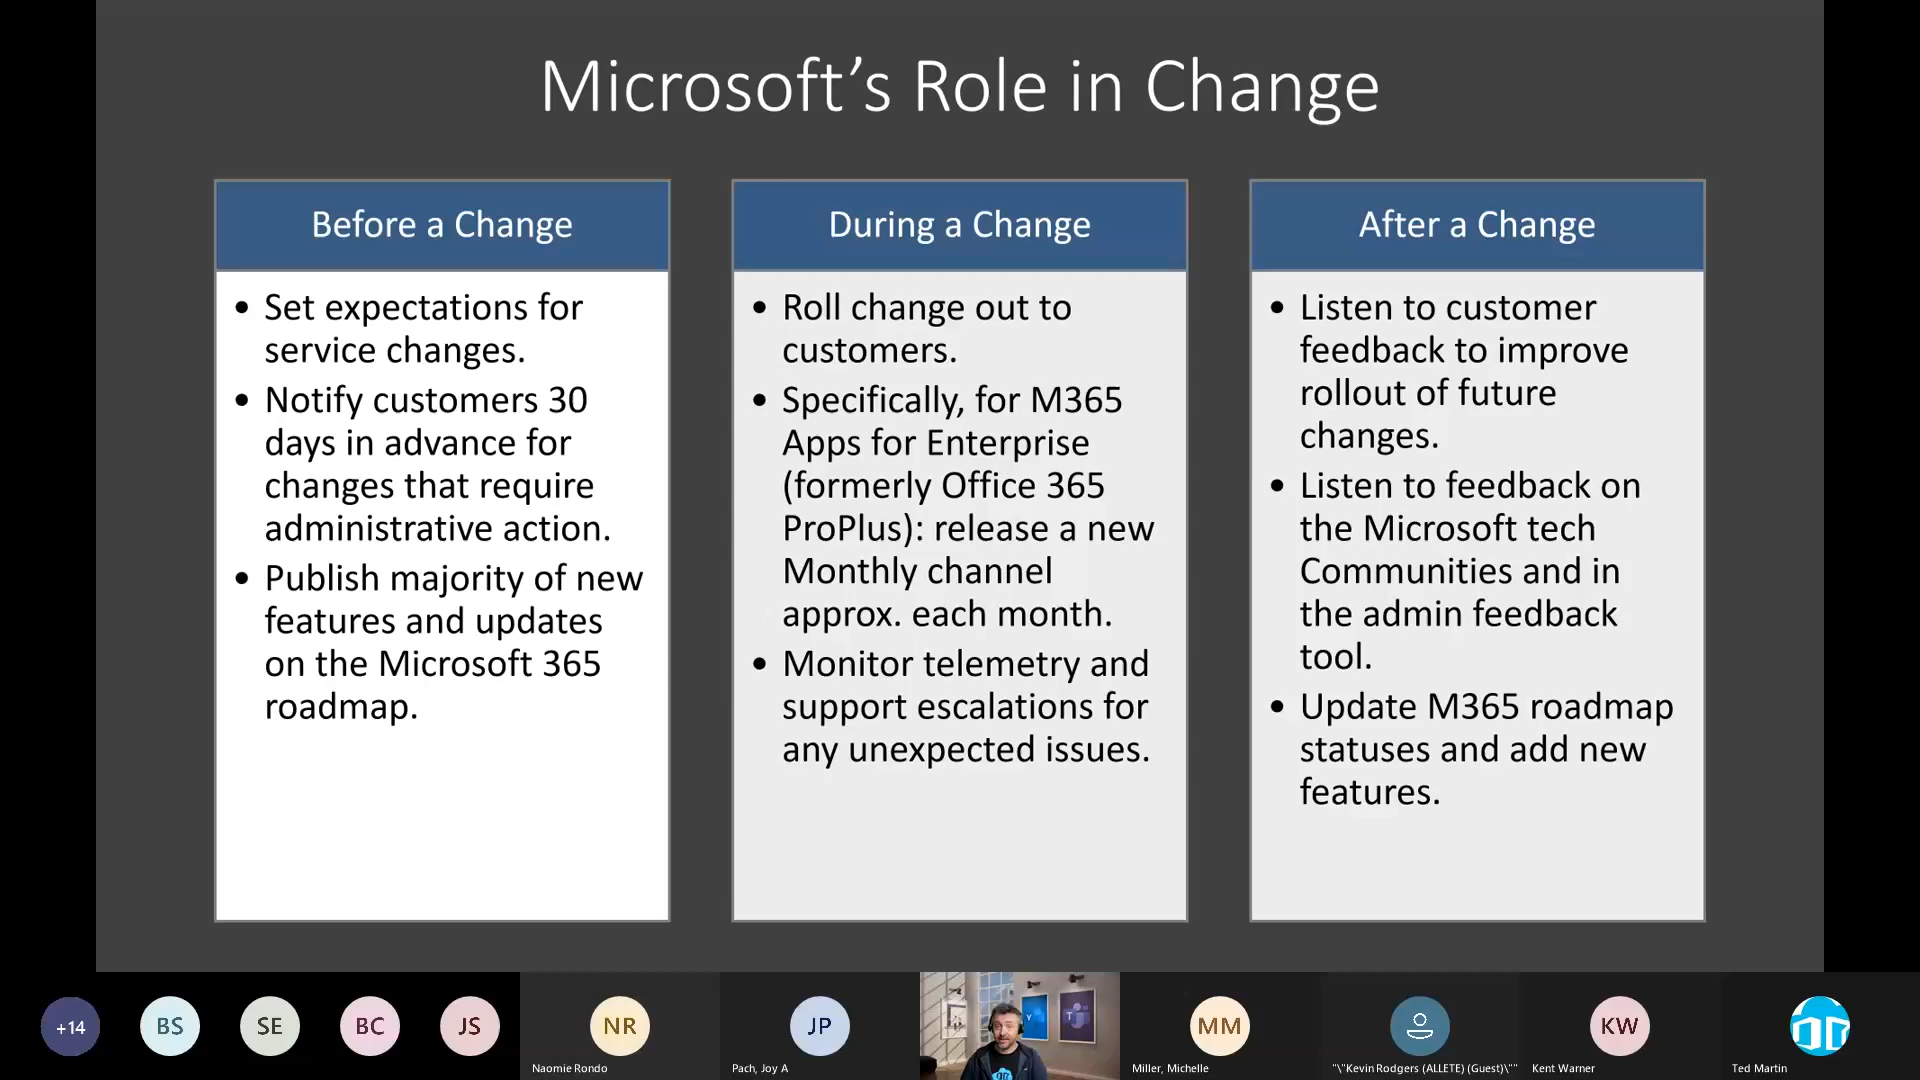 Microsoft’s Role in Change
Before a Change
• Set expectations for
service changes.
• Notify customers 30
days in advance for
changes that require
administrative action.
• Publish majority of new
features and updates
on the Microsoft 365
roadmap.
During a Change
• Roll change out to
customers.
• Specifically, for M365
Apps for Enterprise
(formerly Office 365
ProPlus): release a new
Monthly channel
approx. each month.
• Monitor telemetry and
support escalations for
any unexpected issues.
After a Change
• Listen to customer
feedback to improve
rollout of future
changes.
• Listen to feedback on
the Microsoft tech
Communities and in
the admin feedback
tool.
• Update M365 roadmap
statuses and add new
features.
+14
BS
SE
BC
JS
NR
Naomie Rondo
JP
Pach, Joy A
MM
Miller, Michelle
"\"Kevin Rodgers (ALLETE) (Guest)\""
KW
Kent Warner
Ted Martin